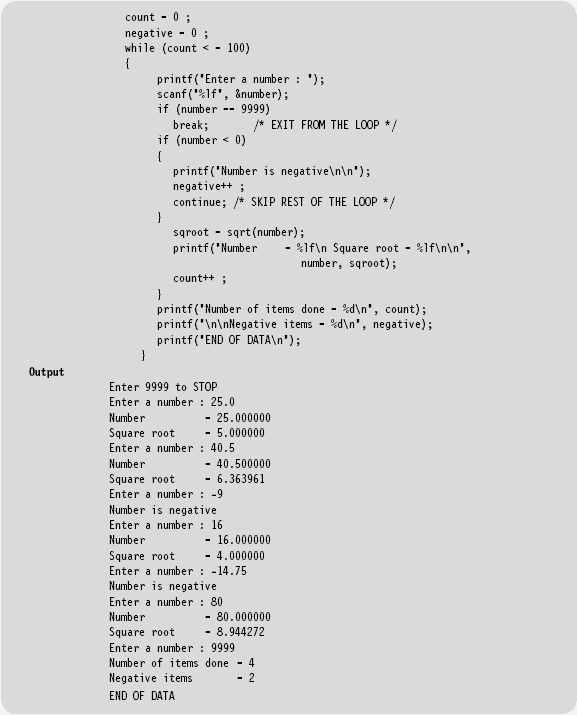 count = 0 ;
negative = 0 ;
while (count < = 100)
{
printf("Enter a number : ");
scanf("%lf", &number);
if (number == 9999)
break; /* EXIT FROM THE LOOP */
if (number < 0)
{
printf("Number is negative\n\n");
negative++ ;
continue; /* SKIP REST OF THE LOOP */
}
sqroot = sqrt(number);
printf("Number = %lf\n Square root = %lf\n\n",
number, sqroot);
count++ ;
}
printf("Number of items done = %d\n", count);
printf("\n\nNegative items = %d\n", negative);
printf("END OF DATA\n");
}
Output
Enter 9999 to STOP
Enter a number : 25.0
Number = 25.000000
Square root = 5.000000
Enter a number : 40.5
Number = 40.500000
Square root = 6.363961
Enter a number : -9
Number is negative
Enter a number : 16
Number = 16.000000
Square root = 4.000000
Enter a number : -14.75
Number is negative
Enter a number : 80
Number = 80.000000
Square root = 8.944272
Enter a number : 9999
Number of items done = 4
Negative items = 2
END OF DATA